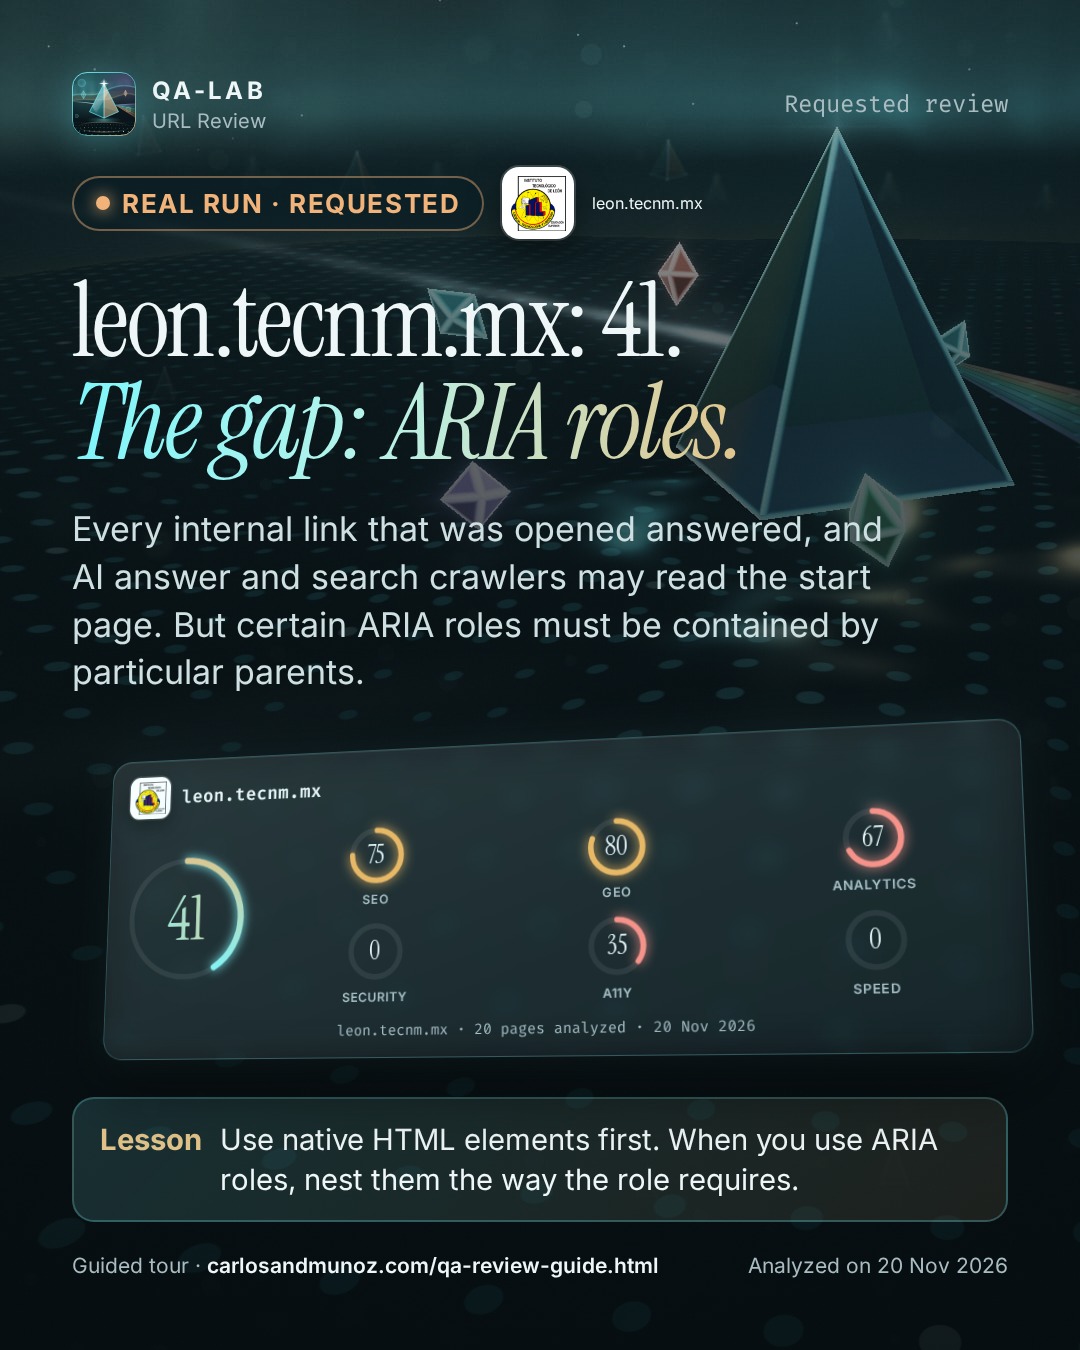 QA-LAB
URL Review
Requested review
REAL RUN · REQUESTED
INSTITUTO
TECNOLÓGICO
DE LEÓN
leon.tecnm.mx
leon.tecnm.mx: 41.
The gap: ARIA roles.
Every internal link that was opened answered, and
AI answer and search crawlers may read the start
page. But certain ARIA roles must be contained by
particular parents.
leon.tecnm.mx
41
75
SEO
80
GEO
67
ANALYTICS
0
SECURITY
35
A11Y
0
SPEED
leon.tecnm.mx · 20 pages analyzed · 20 Nov 2026
Lesson Use native HTML elements first. When you use ARIA
roles, nest them the way the role requires.
Guided tour · carlosandmunoz.com/qa-review-guide.html
Analyzed on 20 Nov 2026